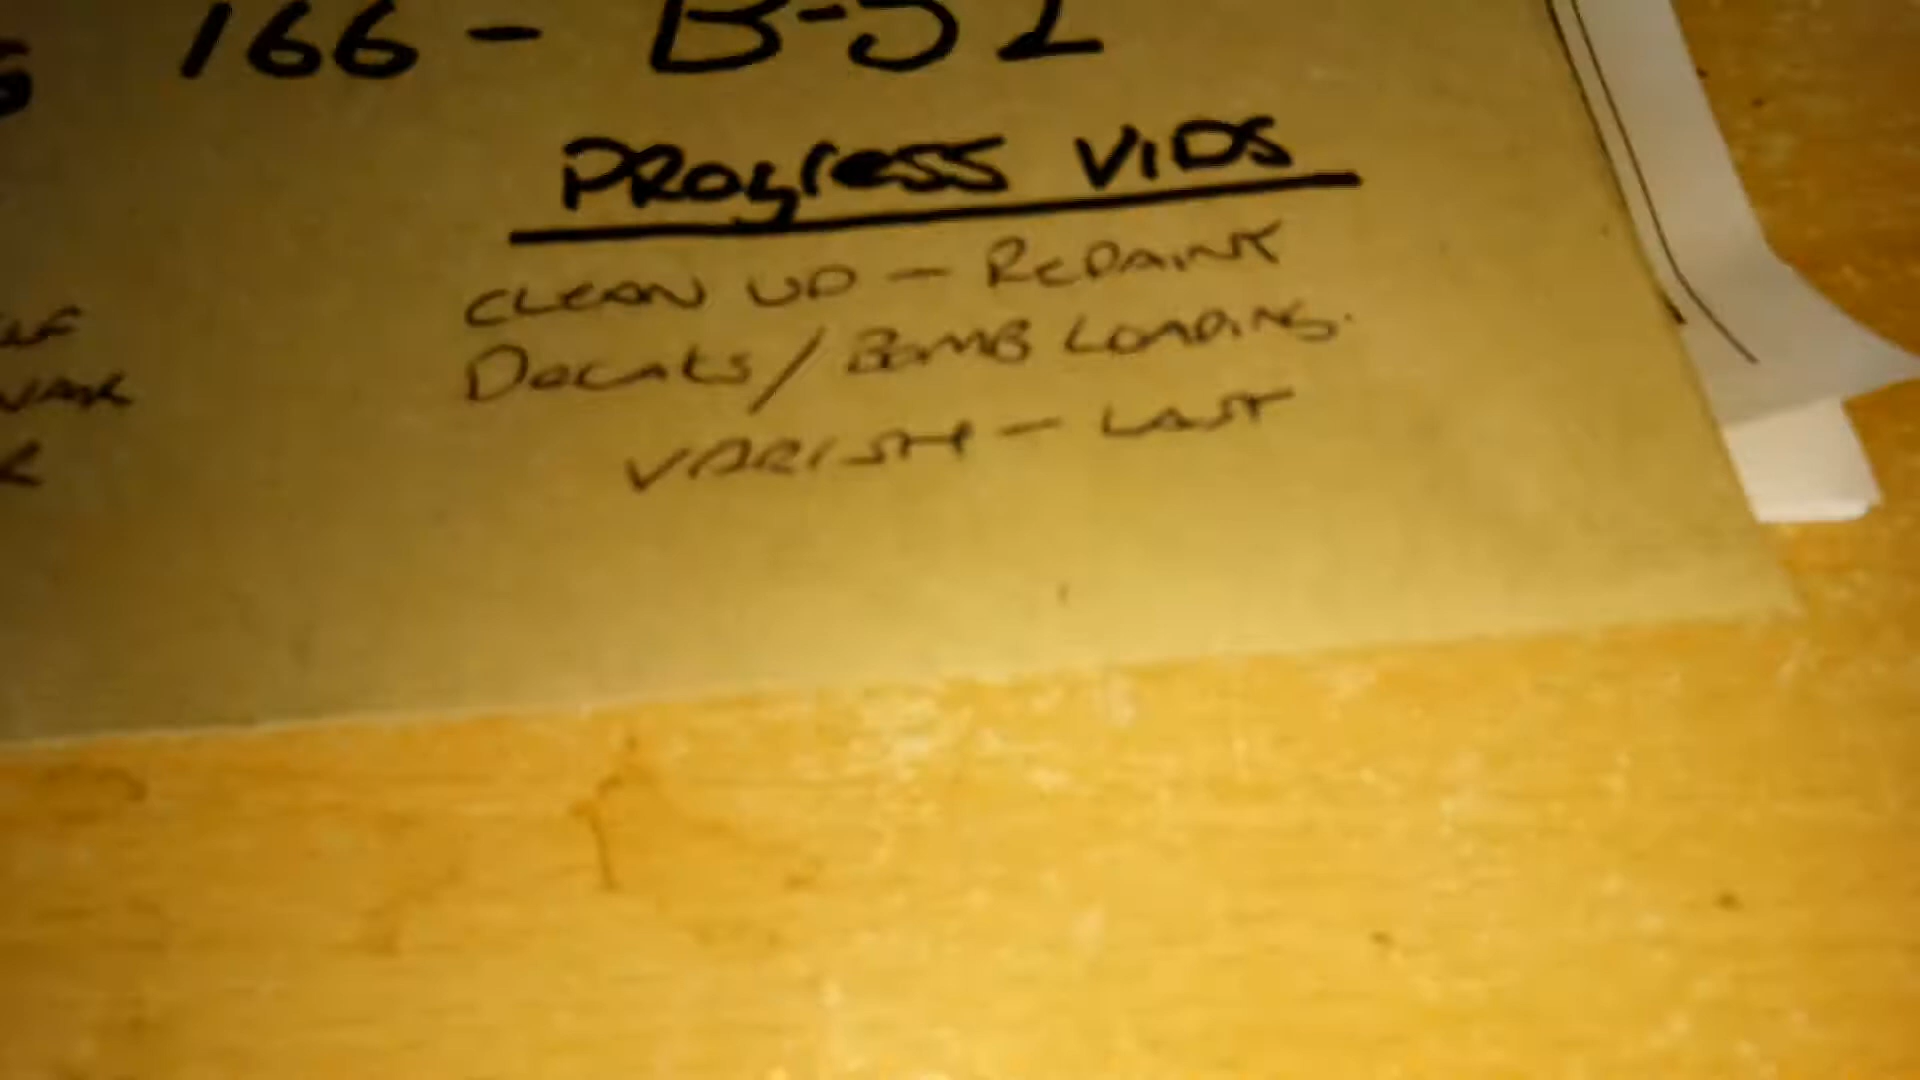 166 - B-52
PROgress VIDS
CLEAN UP - REPAINT
DECALS / BOMB LOADING.
VARISH - LAST